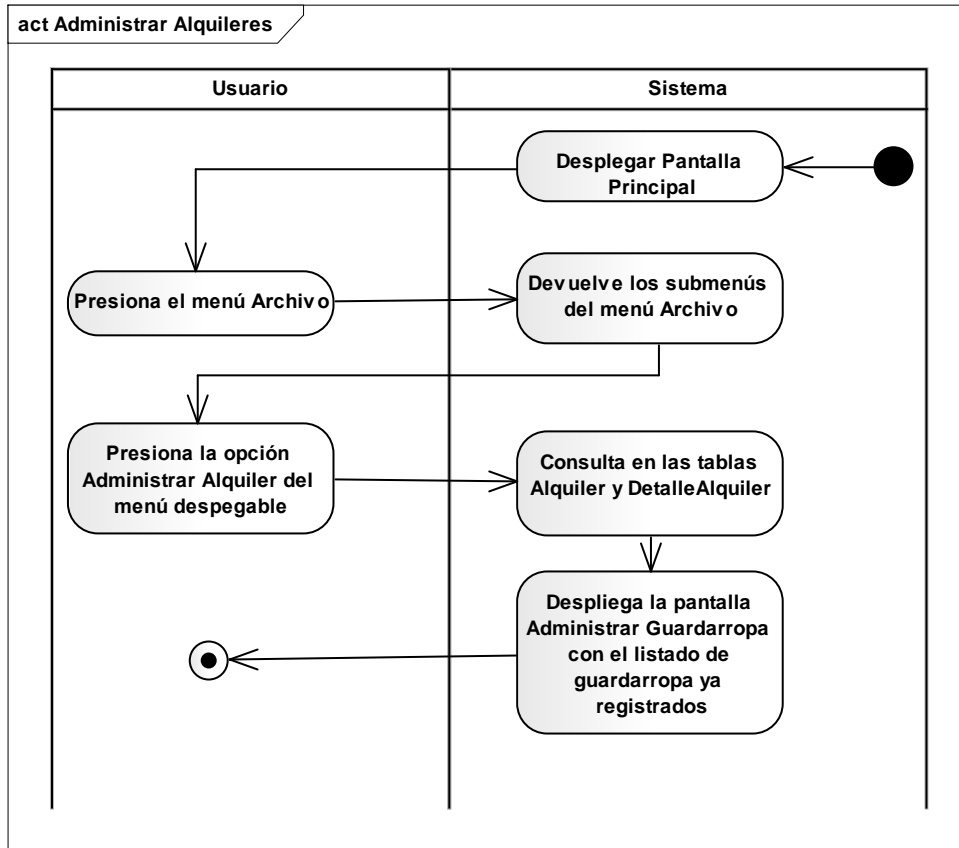 act Administrar Alquileres
Usuario
Sistema
Desplegar Pantalla
Principal
Presiona el menú Archivo
Devuelve los submenús
del menú Archivo
Presiona la opción
Administrar Alquiler del
menú despegable
Consulta en las tablas
Alquiler y DetalleAlquiler
Despliega la pantalla
Administrar Guardarropa
con el listado de
guardarropa ya
registrados